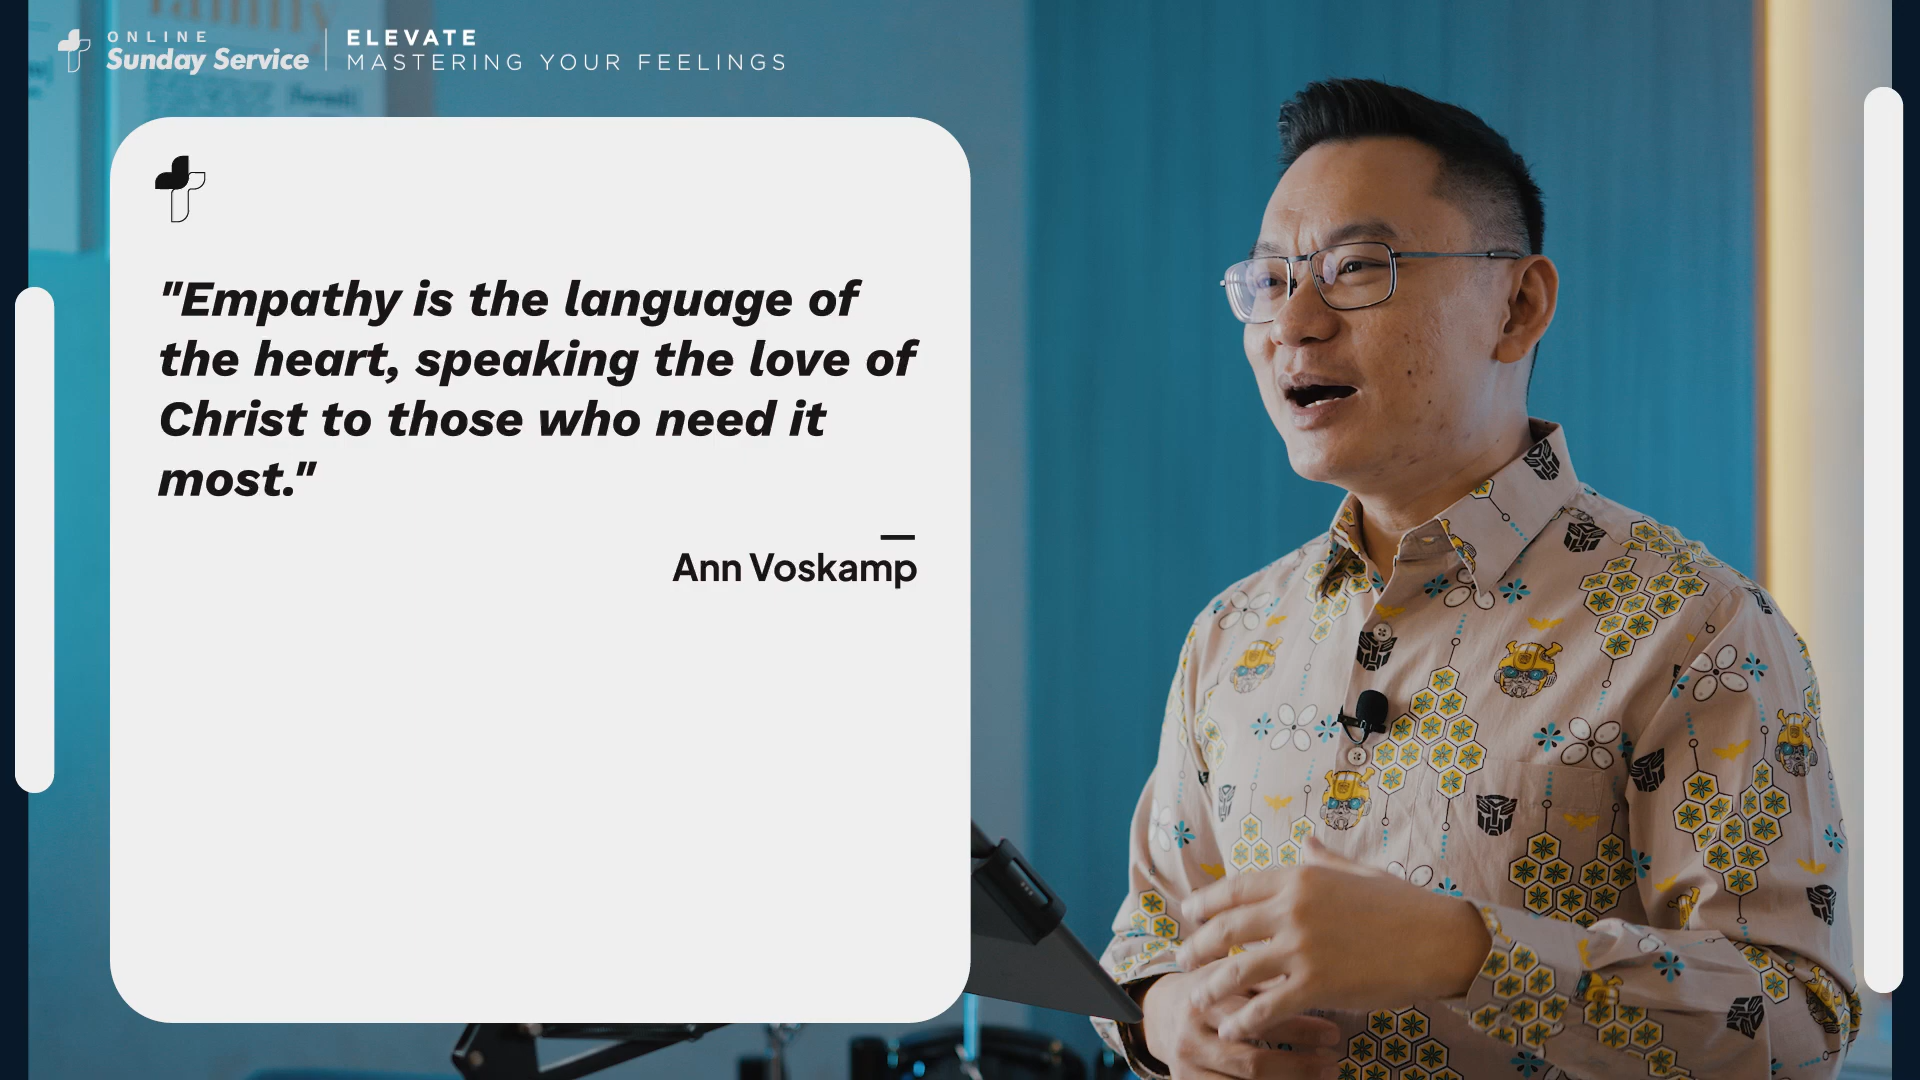 ONLINE
Sunday Service
ELEVATE
MASTERING YOUR FEELINGS
"Empathy is the language of
the heart, speaking the love of
Christ to those who need it
most."
Ann Voskamp